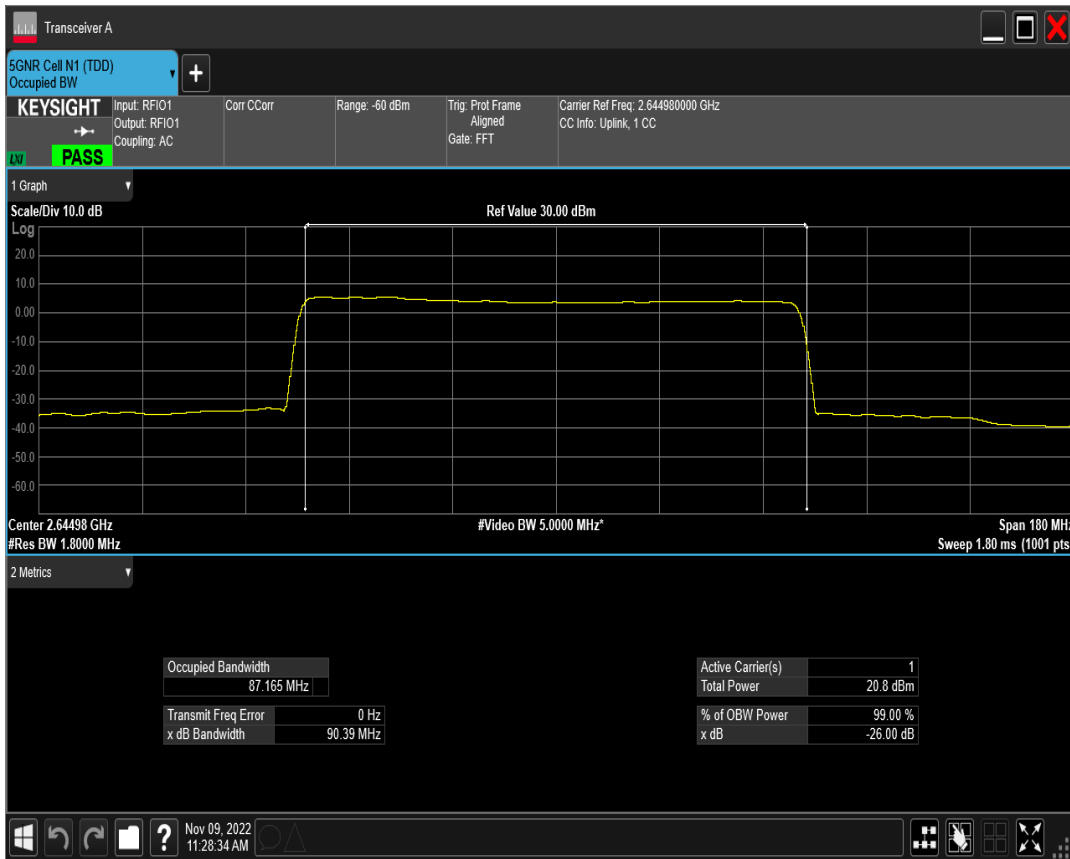 Transceiver A
5GNR Cell N1 (TDD)
Occupied BW
+
KEYSIGHT
LXI
PASS
Input: RFIO1
Output: RFIO1
Coupling: AC
Corr CCorr
Range: -60 dBm
Trig: Prot Frame
Aligned
Gate: FFT
Carrier Ref Freq: 2.644980000 GHz
CC Info: Uplink, 1 CC
1 Graph
Scale/Div 10.0 dB
Ref Value 30.00 dBm
Log
20.0
10.0
0.00
-10.0
-20.0
-30.0
-40.0
-50.0
-60.0
Center 2.64498 GHz
#Video BW 5.0000 MHz*
Span 180 MHz
#Res BW 1.8000 MHz
Sweep 1.80 ms (1001 pts
2 Metrics
Occupied Bandwidth
87.165 MHz
Transmit Freq Error 0 Hz
x dB Bandwidth 90.39 MHz
Active Carrier(s) 1
Total Power 20.8 dBm
% of OBW Power 99.00 %
x dB -26.00 dB
?
Nov 09, 2022
11:28:34 AM